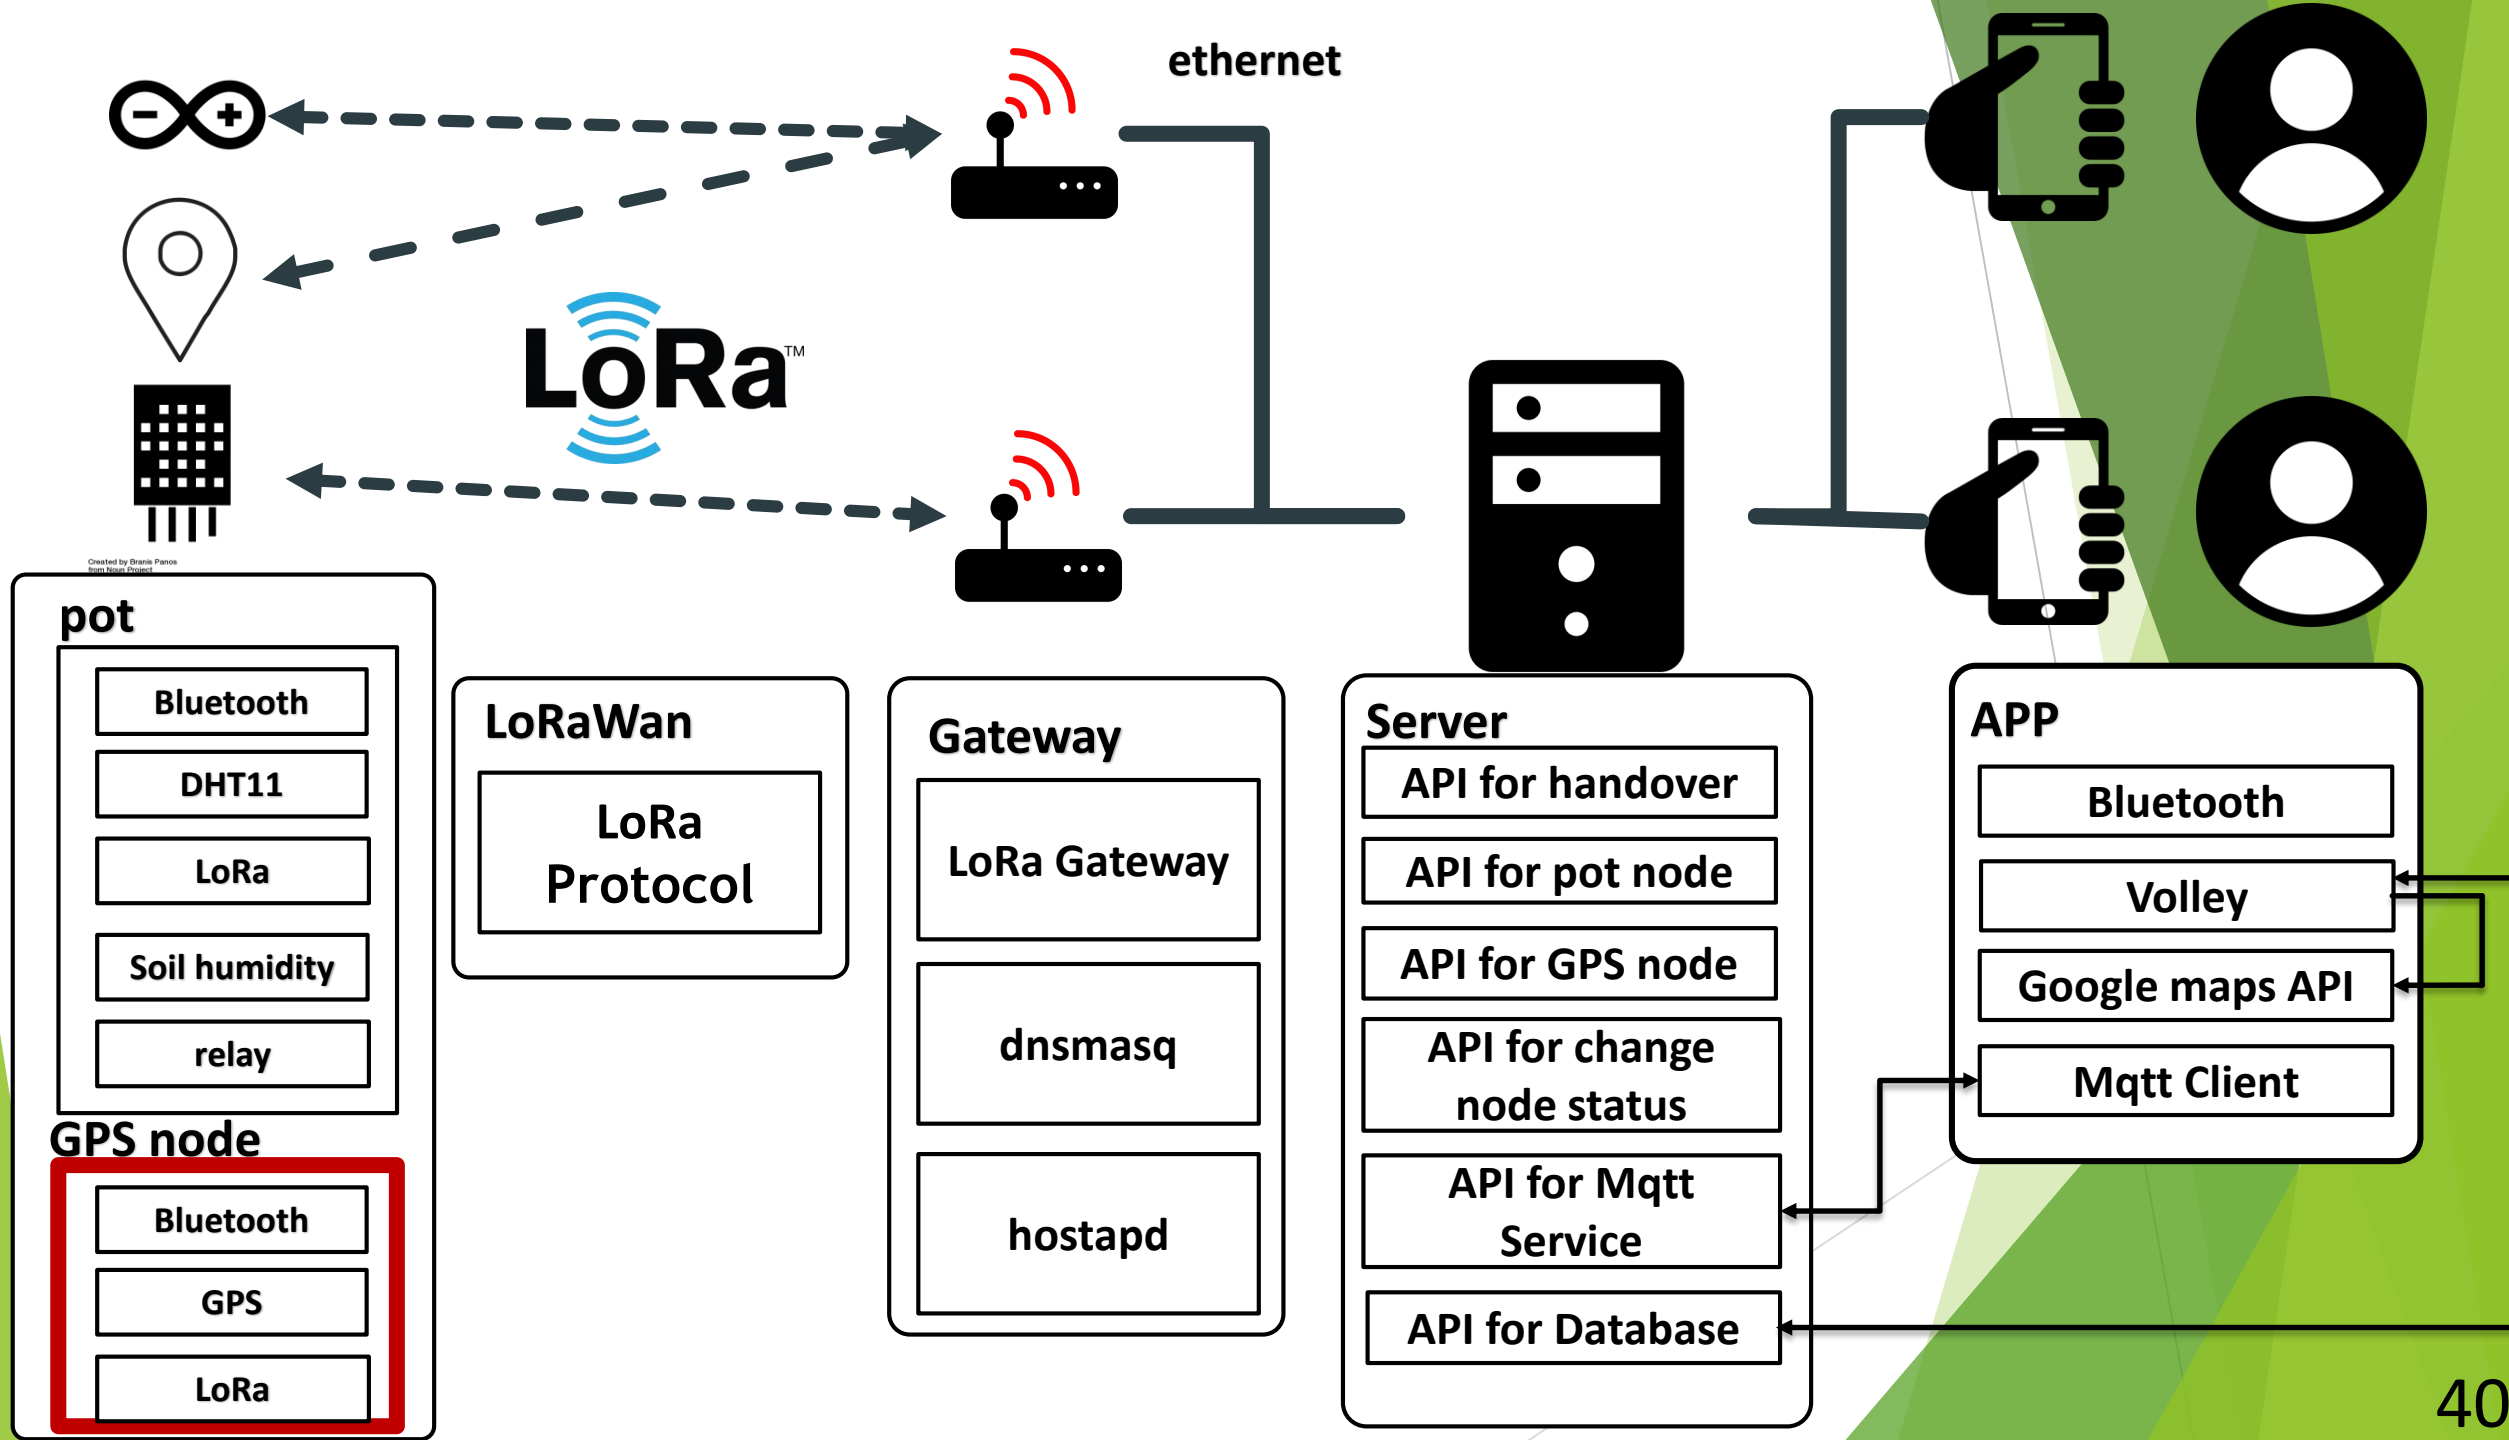 ethernet
LoRa™
Created by Branis Panos
from Noun Project
pot
Bluetooth
DHT11
LoRa
Soil humidity
relay
GPS node
Bluetooth
GPS
LoRa
LoRaWan
LoRa
Protocol
Gateway
LoRa Gateway
dnsmasq
hostapd
Server
API for handover
API for pot node
API for GPS node
API for change
node status
API for Mqtt
Service
API for Database
APP
Bluetooth
Volley
Google maps API
Mqtt Client
40